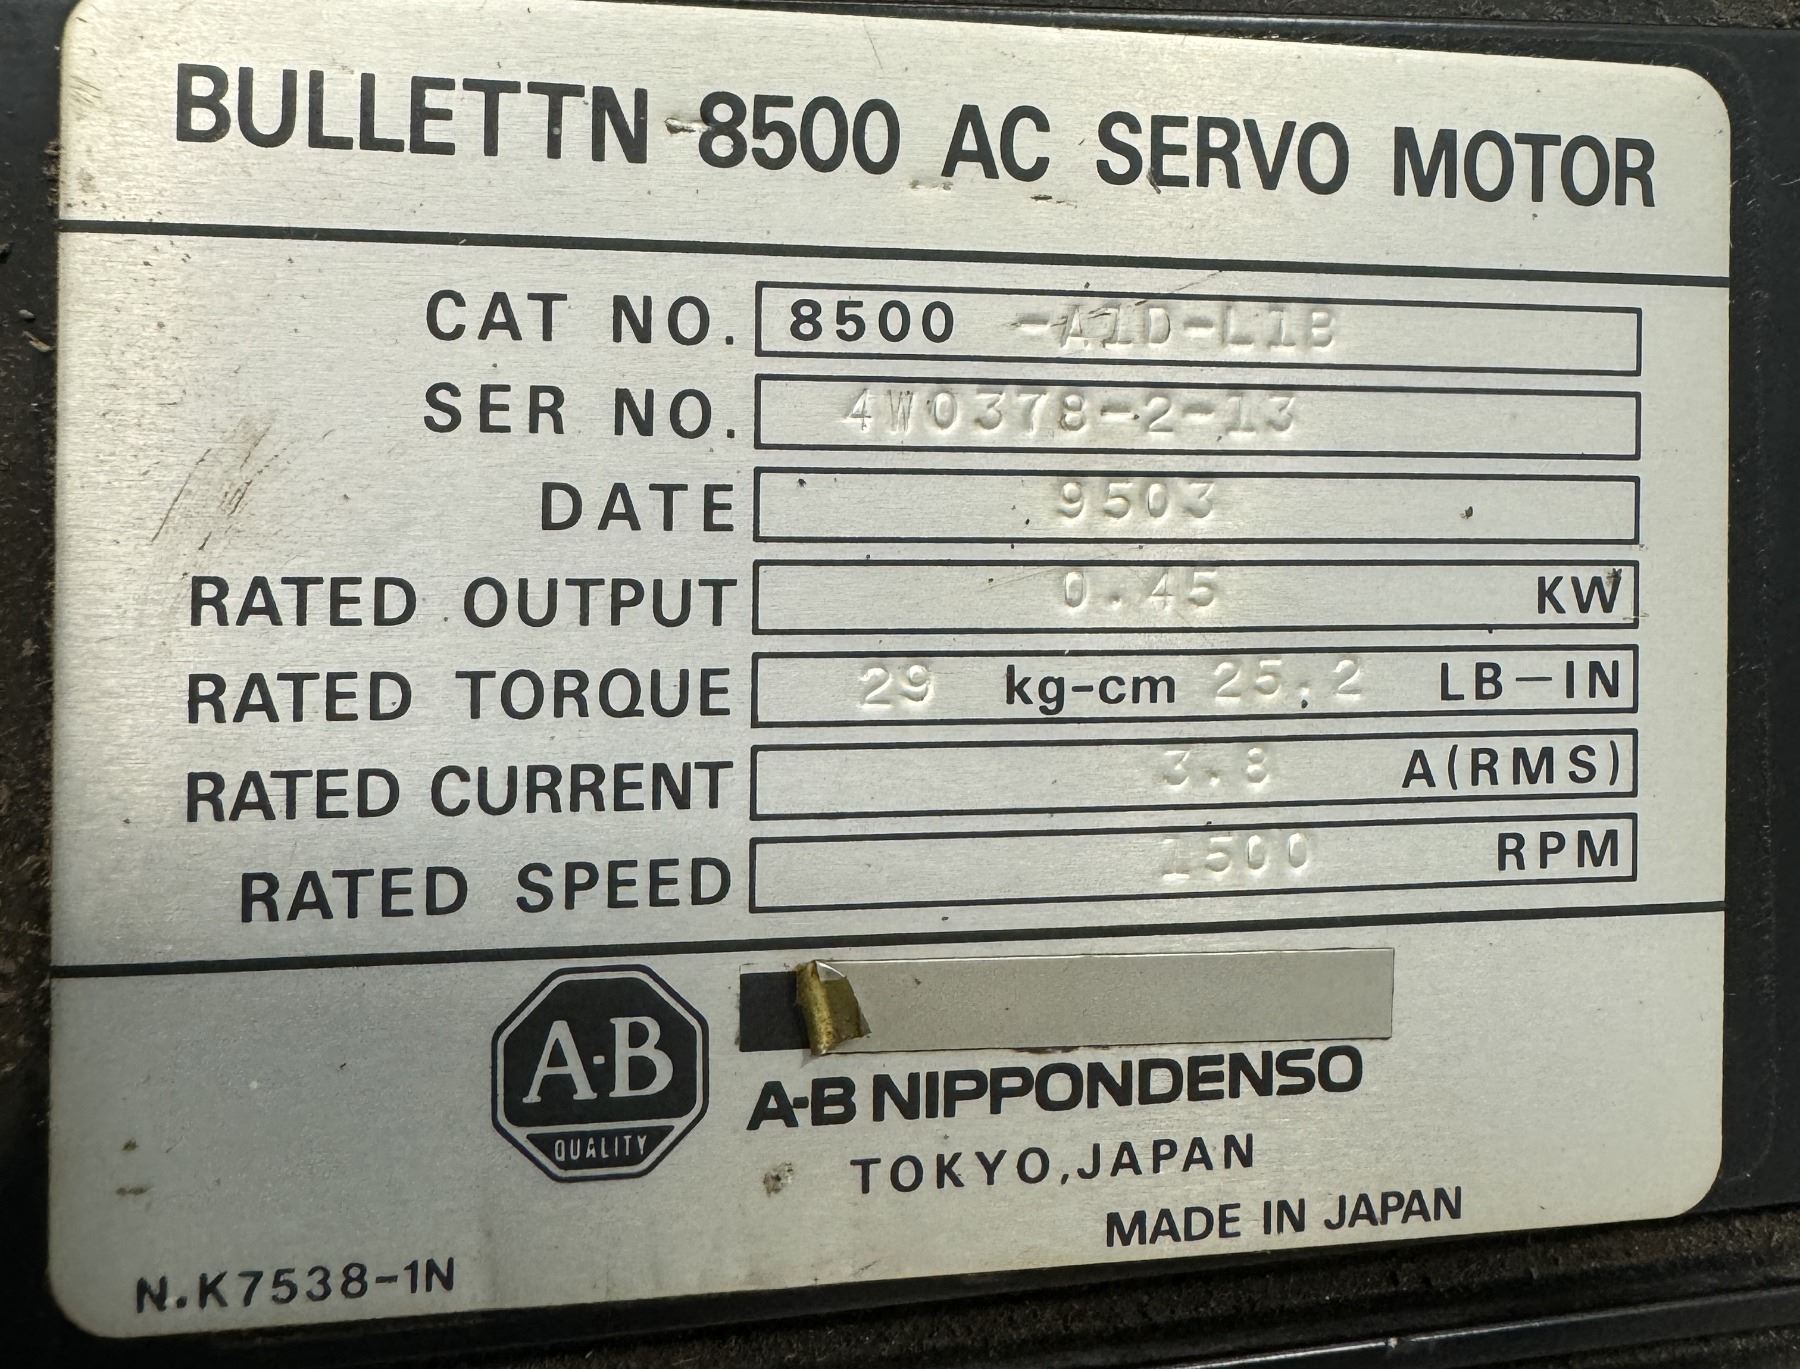 BULLETTN-8500 AC SERVO MOTOR
CAT NO. 8500 -A1D-L1B
SER NO. 4W0378-2-13
DATE 9503
RATED OUTPUT 0.45 KW
RATED TORQUE 29 kg-cm 25.2 LB-IN
RATED CURRENT 3.8 A(RMS)
RATED SPEED 1500 RPM
A-B
QUALITY
A-B NIPPONDENSO
TOKYO,JAPAN
MADE IN JAPAN
N.K7538-1N